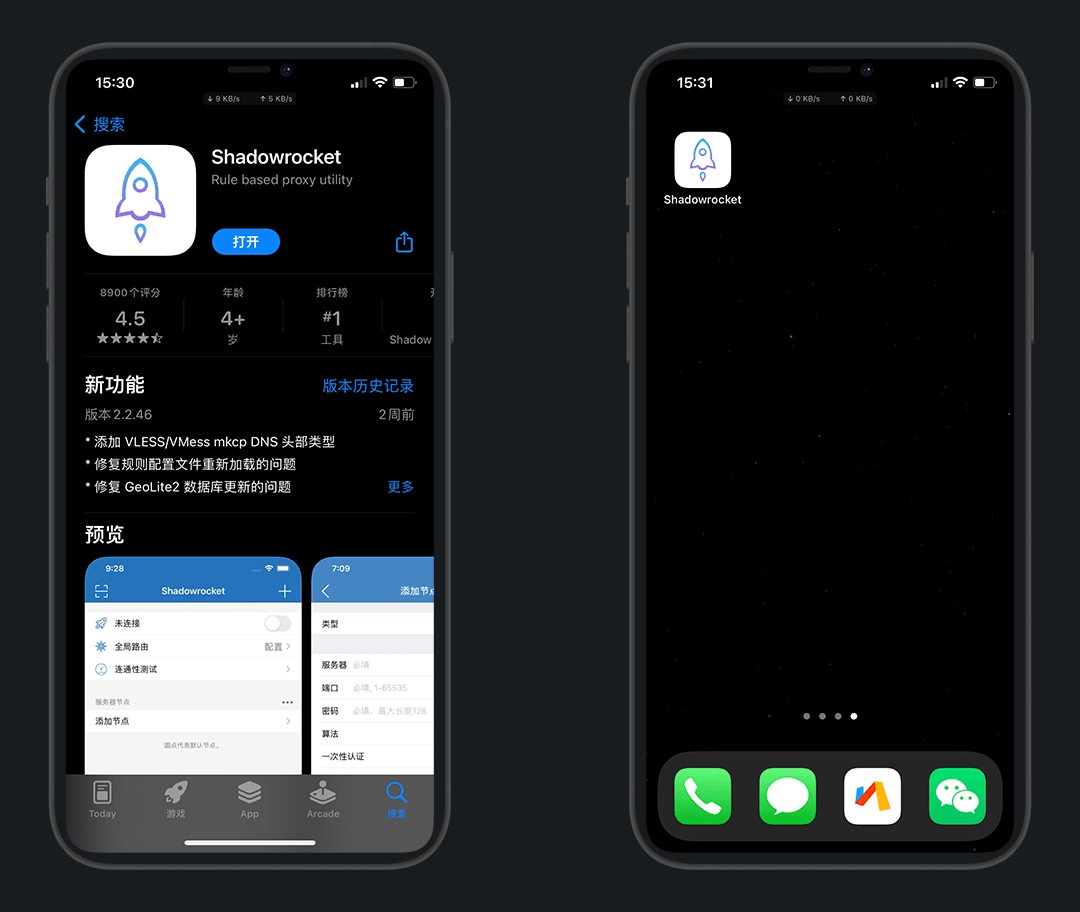 15:30
↓ 9 KB/s ↑ 5 KB/s
搜索
Shadowrocket
Rule based proxy utility
打开
8900个评分 年龄 排行榜
4.5 4+ #1
岁 工具 Shadow
新功能 版本历史记录
版本 2.2.46 2周前
* 添加 VLESS/VMess mkcp DNS 头部类型
* 修复规则配置文件重新加载的问题
* 修复 GeoLite2 数据库更新的问题 更多
预览
9:28
Shadowrocket
未连接
全局路由 配置
连通性测试
服务器节点
添加节点
圆点代表默认节点。
7:09
添加节点
类型
服务器 必填
端口 必填, 1-65535
密码 必填, 最大长度128
算法
一次性认证
Today 游戏 App Arcade 搜索
15:31
↓ 0 KB/s ↑ 0 KB/s
Shadowrocket